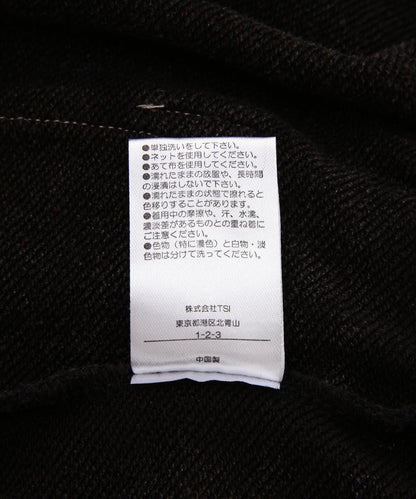 ●単独洗いをして下さい。
●ネットを使用してください。
●あて布を使用してください。
●濡れたままの放置や、長時間
の浸漬はしないで下さい。
●濡れたままの状態で擦れると
色移りすることがあります。
●着用中の摩擦や、汗、水濡、
濃淡差があるものとの重ね着に
ご注意ください。
●色物（特に濃色）と白物・淡
色物は分けて洗ってください。
株式会社TSI
東京都港区北青山
1-2-3
中国製